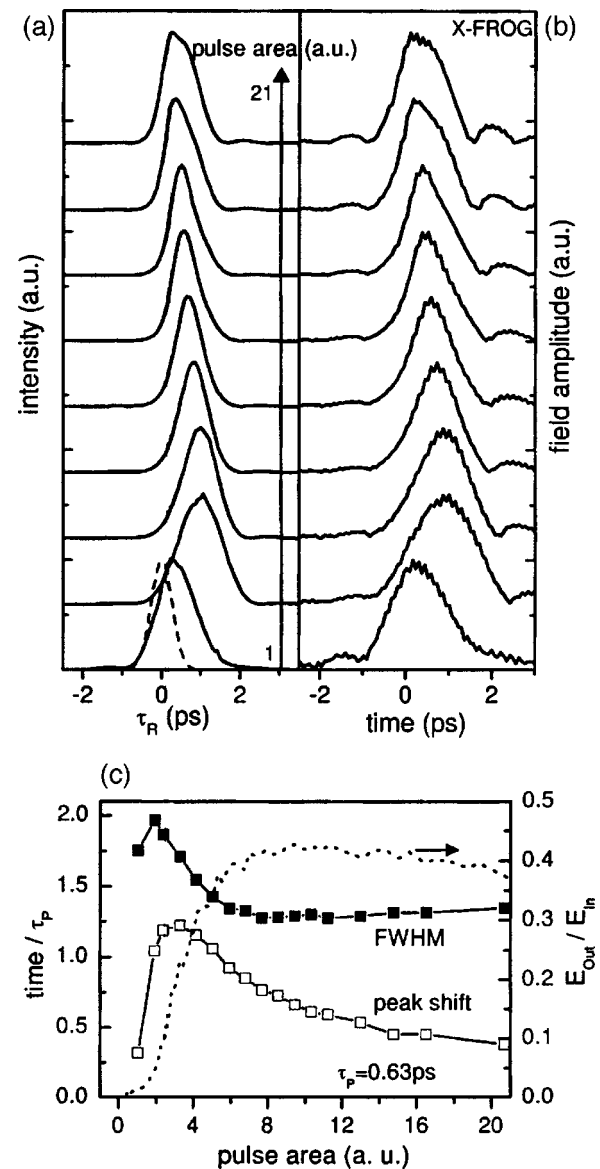 (a)
X-FROG
(b)
pulse area (a.u.)
21
1
intensity (a.u.)
field amplitude (a.u.)
-2 0 2
-2 0 2
τR (ps)
time (ps)
(c)
2.0
1.5
1.0
0.5
0.0
0.5
0.4
0.3
0.2
0.1
0.0
time / τP
EOut / EIn
FWHM
peak shift
τP=0.63ps
0 4 8 12 16 20
pulse area (a. u.)